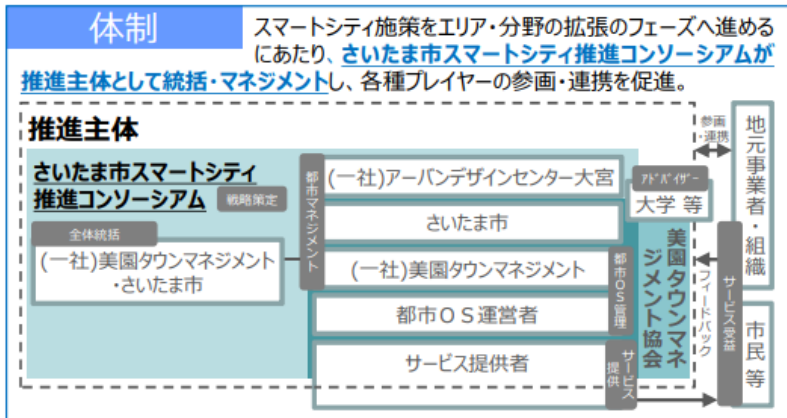 体制
スマートシティ施策をエリア・分野の拡張のフェーズへ進める
にあたり、さいたま市スマートシティ推進コンソーシアムが
推進主体として統括・マネジメントし、各種プレイヤーの参画・連携を促進。
推進主体
さいたま市スマートシティ
推進コンソーシアム
戦略策定
全体統括
(一社)美園タウンマネジメント
・さいたま市
都市マネジメント
(一社)アーバンデザインセンター大宮
さいたま市
(一社)美園タウンマネジメント
都市OS運営者
サービス提供者
都市OS管理
サービス
提供
アドバイザー
大学 等
美園タウンマネ
ジメント協会
参画
・連携
フィードバック
サービス受益
地元事業者・組織
市民 等